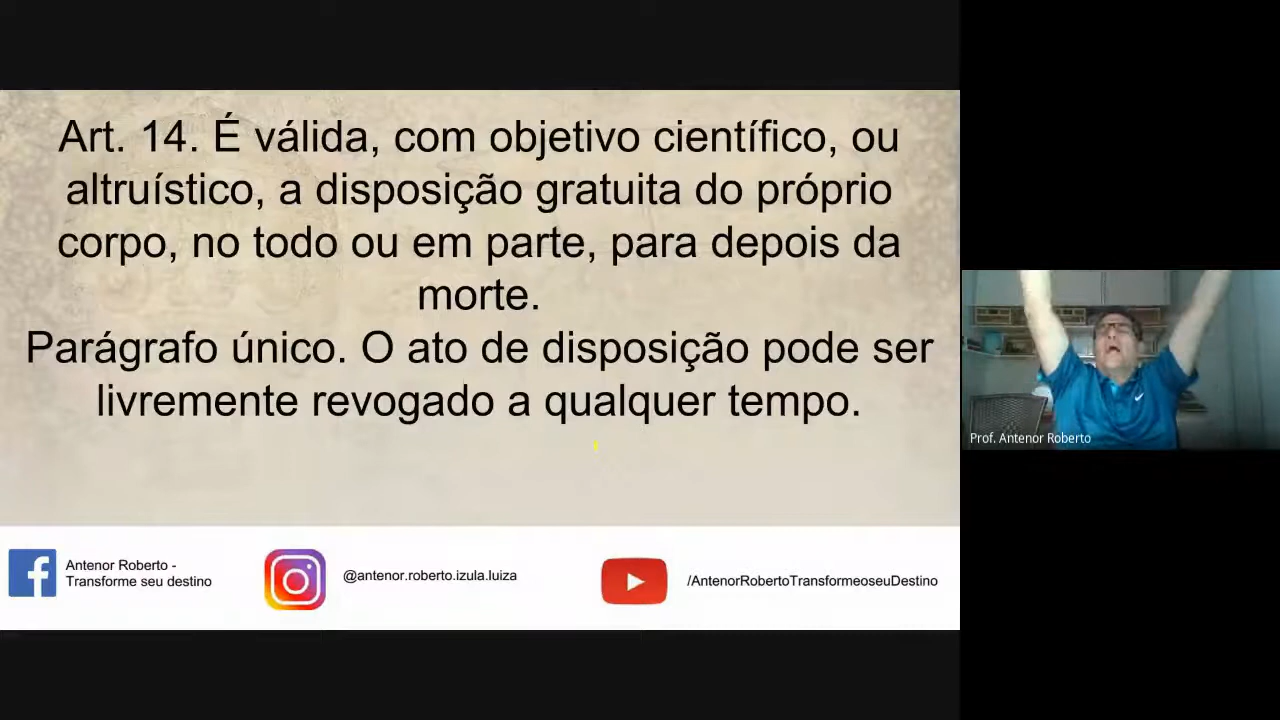 Art. 14. É válida, com objetivo científico, ou
altruístico, a disposição gratuita do próprio
corpo, no todo ou em parte, para depois da
morte.
Parágrafo único. O ato de disposição pode ser
livremente revogado a qualquer tempo.
Prof. Antenor Roberto
Antenor Roberto -
Transforme seu destino
@antenor.roberto.izula.luiza
/AntenorRobertoTransformeoseuDestino